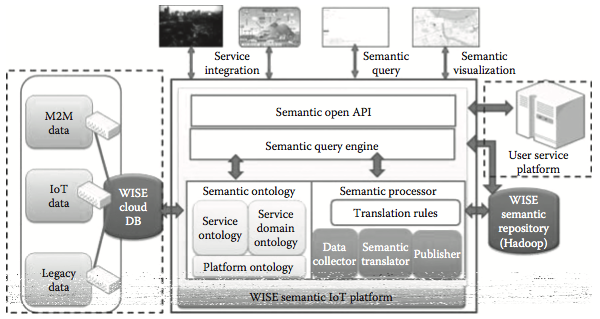 Service
integration
Semantic
query
Semantic
visualization
M2M
data
IoT
data
Legacy
data
WISE
cloud
DB
Semantic open API
Semantic query engine
Semantic ontology
Service
ontology
Service
domain
ontology
Platform ontology
Semantic processor
Translation rules
Data
collector
Semantic
translator
Publisher
WISE semantic IoT platform
User service
platform
WISE
semantic
repository
(Hadoop)